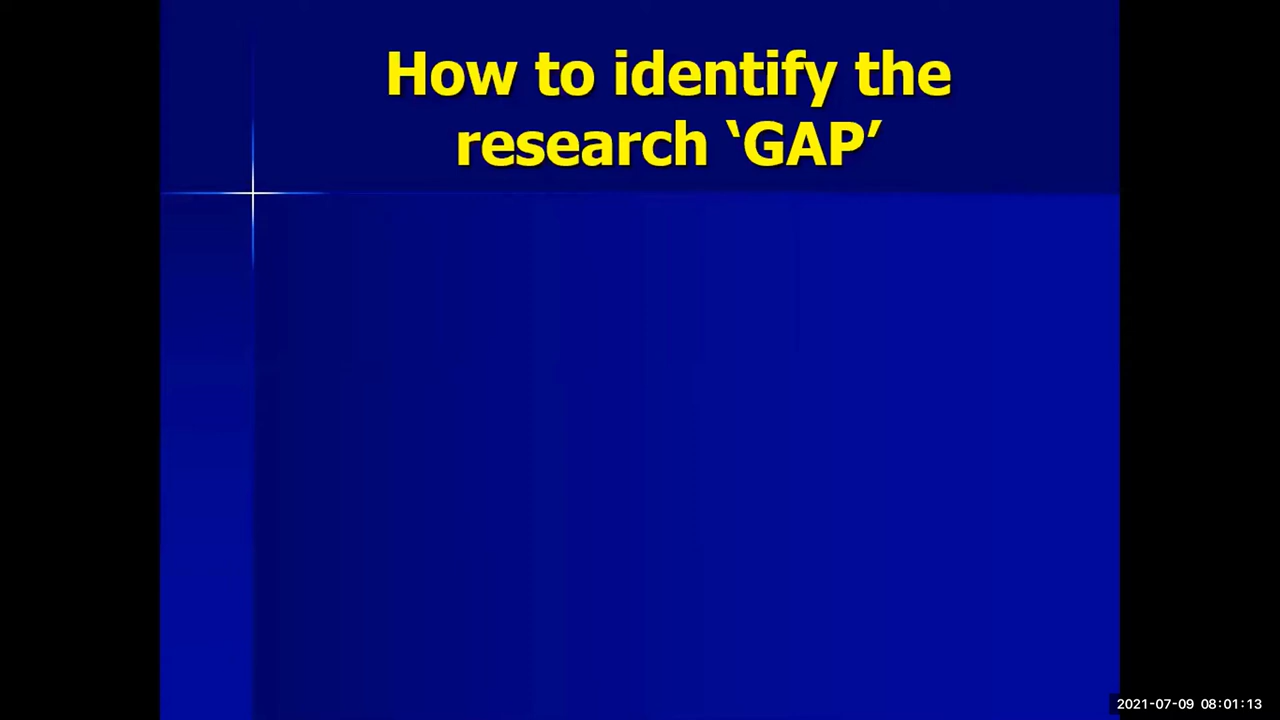 How to identify the
research ‘GAP’
2021-07-09 08:01:13